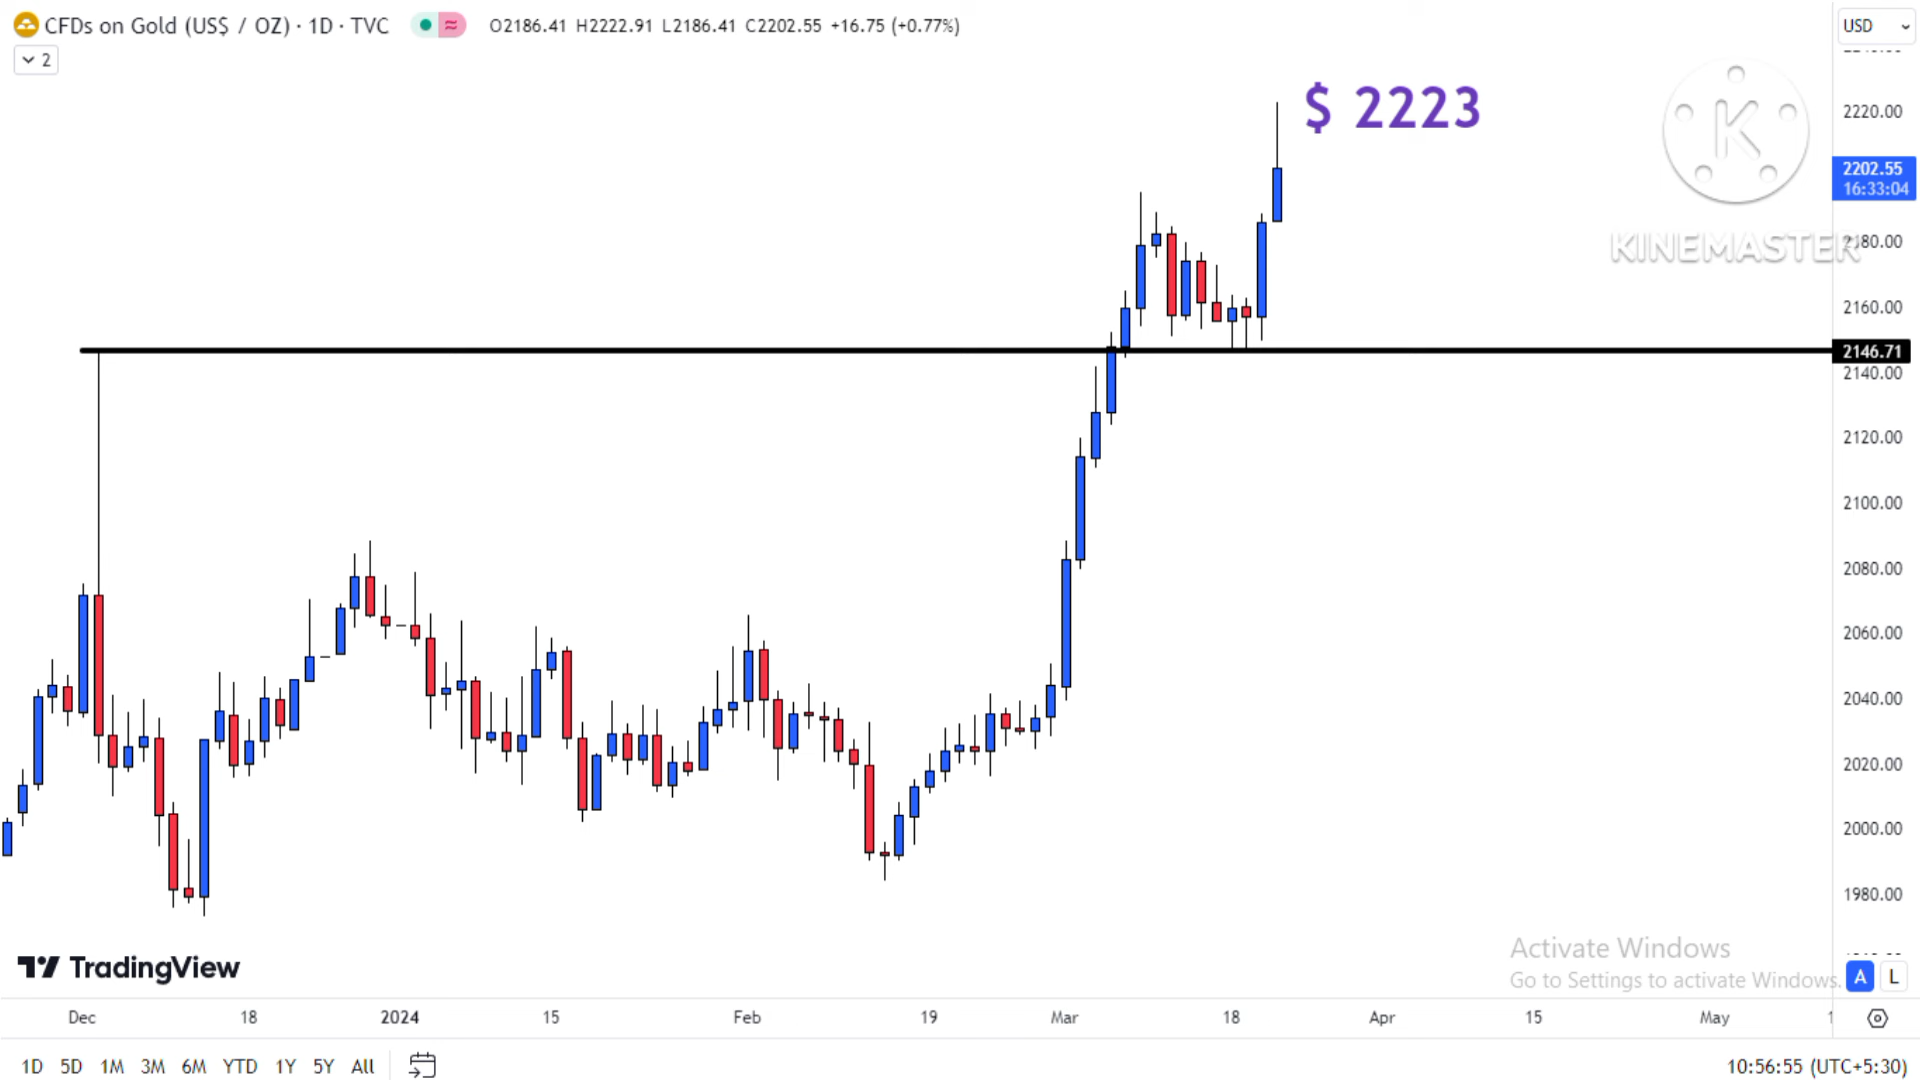 CFDs on Gold (US$ / OZ) · 1D · TVC
O2186.41 H2222.91 L2186.41 C2202.55 +16.75 (+0.77%)
USD
2
$ 2223
2220.00
2202.55
16:33:04
2180.00
KINEMASTER
2160.00
2146.71
2140.00
2120.00
2100.00
2080.00
2060.00
2040.00
2020.00
2000.00
1980.00
TradingView
Activate Windows
Go to Settings to activate Windows.
A L
Dec 18 2024 15 Feb 19 Mar 18 Apr 15 May
1D 5D 1M 3M 6M YTD 1Y 5Y All
10:56:55 (UTC+5:30)